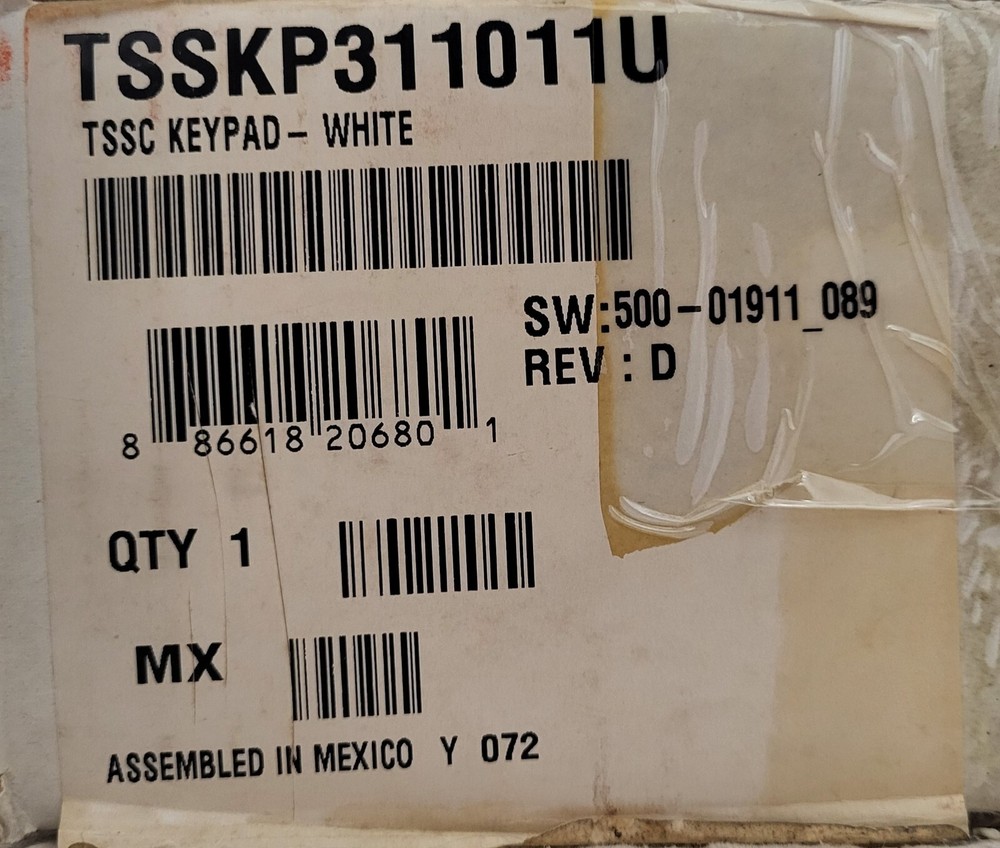 TSSKP311011U
TSSC KEYPAD – WHITE
SW:500–01911_089
REV : D
8 86618 20680 1
QTY 1
MX
ASSEMBLED IN MEXICO Y 072